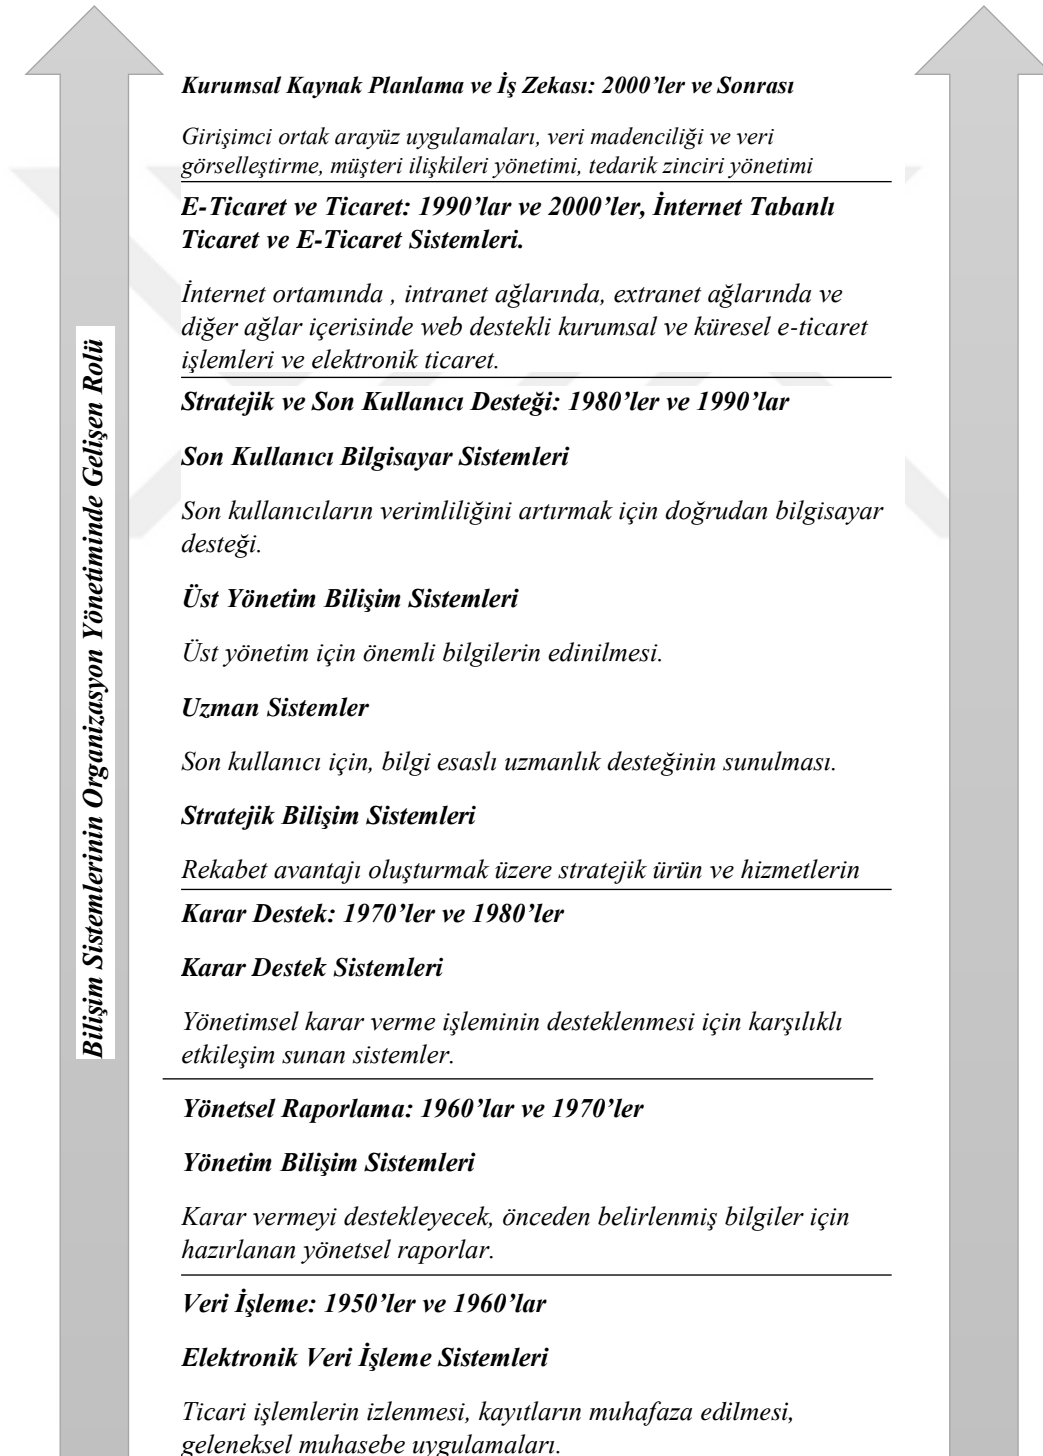 Kurumsal Kaynak Planlama ve İş Zekası: 2000’ler ve Sonrası
Girişimci ortak arayüz uygulamaları, veri madenciliği ve veri
görselleştirme, müşteri ilişkileri yönetimi, tedarik zinciri yönetimi
E-Ticaret ve Ticaret: 1990’lar ve 2000’ler, İnternet Tabanlı
Ticaret ve E-Ticaret Sistemleri.
İnternet ortamında , intranet ağlarında, extranet ağlarında ve
diğer ağlar içerisinde web destekli kurumsal ve küresel e-ticaret
işlemleri ve elektronik ticaret.
Stratejik ve Son Kullanıcı Desteği: 1980’ler ve 1990’lar
Son Kullanıcı Bilgisayar Sistemleri
Son kullanıcıların verimliliğini artırmak için doğrudan bilgisayar
desteği.
Üst Yönetim Bilişim Sistemleri
Üst yönetim için önemli bilgilerin edinilmesi.
Uzman Sistemler
Son kullanıcı için, bilgi esaslı uzmanlık desteğinin sunulması.
Stratejik Bilişim Sistemleri
Rekabet avantajı oluşturmak üzere stratejik ürün ve hizmetlerin
Karar Destek: 1970’ler ve 1980’ler
Karar Destek Sistemleri
Yönetimsel karar verme işleminin desteklenmesi için karşılıklı
etkileşim sunan sistemler.
Yönetsel Raporlama: 1960’lar ve 1970’ler
Yönetim Bilişim Sistemleri
Karar vermeyi destekleyecek, önceden belirlenmiş bilgiler için
hazırlanan yönetsel raporlar.
Veri İşleme: 1950’ler ve 1960’lar
Elektronik Veri İşleme Sistemleri
Ticari işlemlerin izlenmesi, kayıtların muhafaza edilmesi,
geleneksel muhasebe uygulamaları.
Bilişim Sistemlerinin Organizasyon Yönetiminde Gelişen Rolü